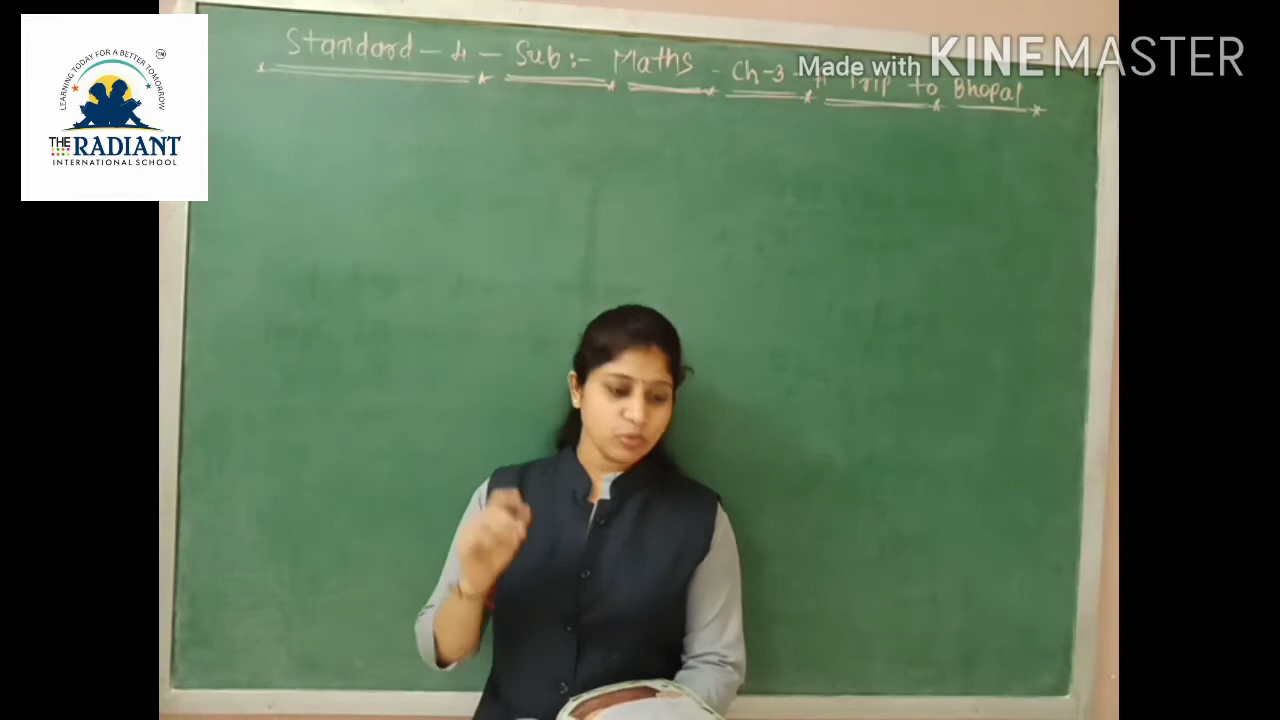 Standard - 4 - Sub:- Maths - Ch-3 A Trip to Bhopal
Made with KINEMASTER
LEARNING TODAY FOR A BETTER TOMORROW
TM
THE RADIANT
INTERNATIONAL SCHOOL